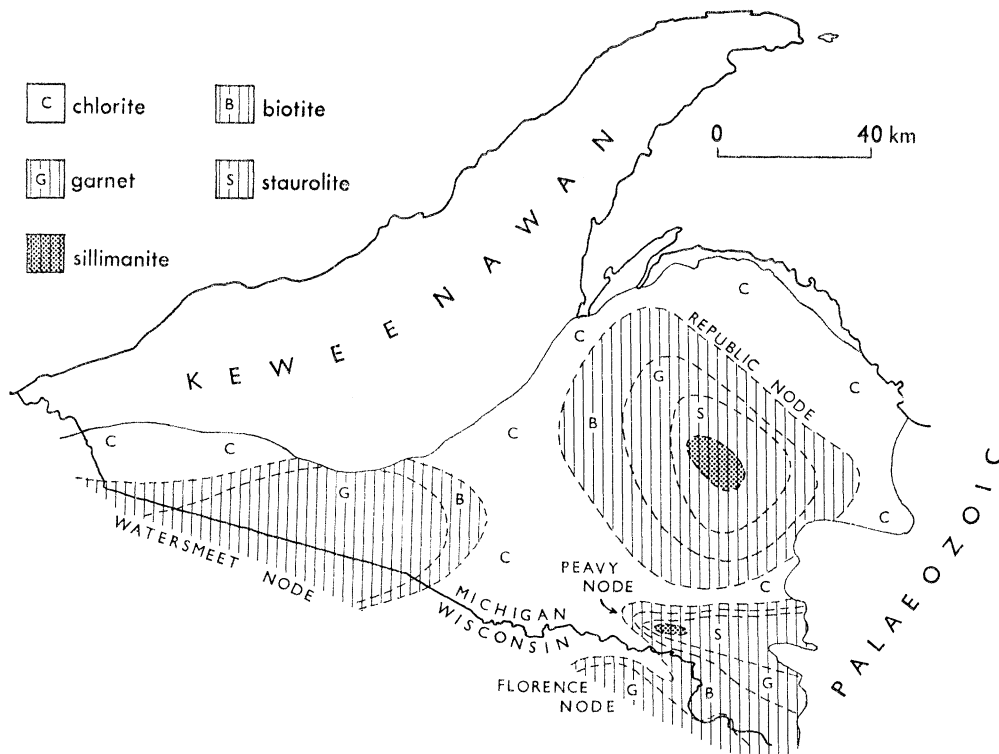 C chlorite
B biotite
G garnet
S staurolite
sillimanite
0 40 km
KEWEENAWAN
C
C
REPUBLIC NODE
G
C
S
B
C
C
C
G
B
C
WATERSMEET NODE
C
PEAVY
NODE
C
MICHIGAN
WISCONSIN
S
FLORENCE
NODE
G
B
G
PALAEOZOIC